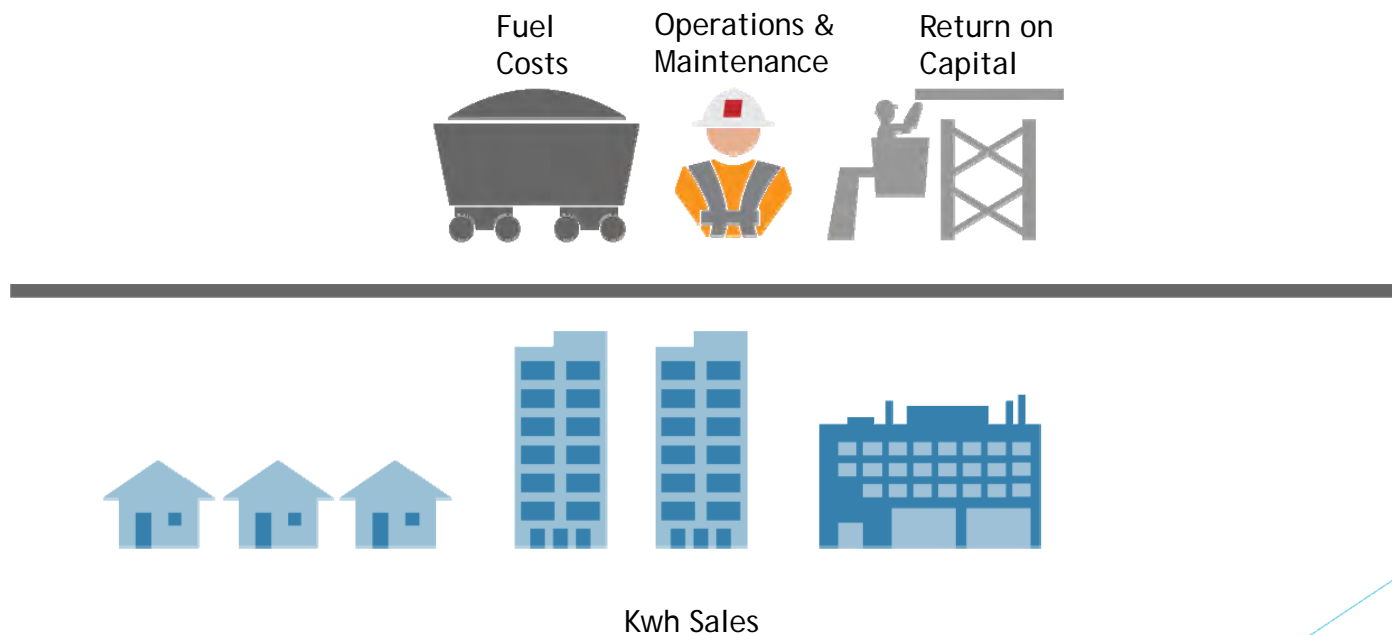 Fuel
Costs
Operations &
Maintenance
Return on
Capital
Kwh Sales